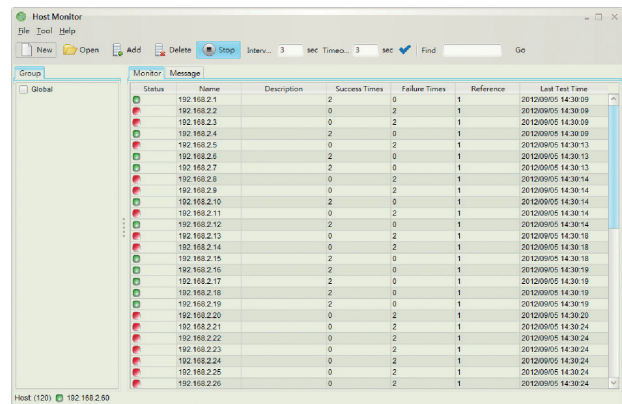 Host Monitor
File Tool Help
New Open Add Delete Stop Interv... 3 sec Timeo... 3 sec Find Go
Group Monitor Message
Global
Status Name Description Success Times Failure Times Reference Last Test Time
192.168.2.1 2 0 1 2012/09/05 14:30:09
192.168.2.2 0 2 1 2012/09/05 14:30:09
192.168.2.3 0 2 1 2012/09/05 14:30:09
192.168.2.4 2 0 1 2012/09/05 14:30:09
192.168.2.5 0 2 1 2012/09/05 14:30:13
192.168.2.6 2 0 1 2012/09/05 14:30:13
192.168.2.7 2 0 1 2012/09/05 14:30:13
192.168.2.8 0 2 1 2012/09/05 14:30:14
192.168.2.9 0 2 1 2012/09/05 14:30:14
192.168.2.10 2 0 1 2012/09/05 14:30:14
192.168.2.11 0 2 1 2012/09/05 14:30:14
192.168.2.12 2 0 1 2012/09/05 14:30:14
192.168.2.13 0 2 1 2012/09/05 14:30:18
192.168.2.14 0 2 1 2012/09/05 14:30:18
192.168.2.15 2 0 1 2012/09/05 14:30:18
192.168.2.16 2 0 1 2012/09/05 14:30:19
192.168.2.17 2 0 1 2012/09/05 14:30:19
192.168.2.18 2 0 1 2012/09/05 14:30:19
192.168.2.19 2 0 1 2012/09/05 14:30:19
192.168.2.20 0 2 1 2012/09/05 14:30:20
192.168.2.21 0 2 1 2012/09/05 14:30:24
192.168.2.22 0 2 1 2012/09/05 14:30:24
192.168.2.23 0 2 1 2012/09/05 14:30:24
192.168.2.24 0 2 1 2012/09/05 14:30:24
192.168.2.25 0 2 1 2012/09/05 14:30:24
192.168.2.26 0 2 1 2012/09/05 14:30:24
Host: (120) 192.168.2.60